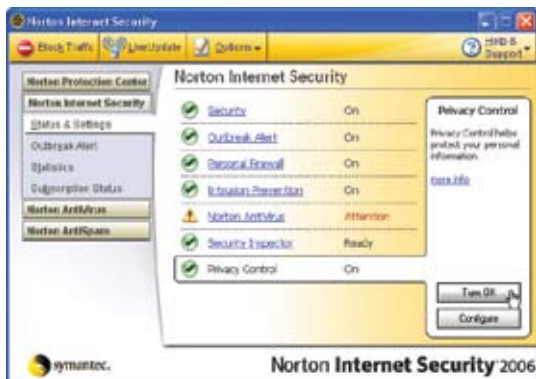 Norton Internet Security
Block Traffic LiveUpdate Options
Help & Support
Norton Protection Center
Norton Internet Security
Status & Settings
Outbreak Alert
Statistics
Subscription Status
Norton AntiVirus
Norton AntiSpam
Norton Internet Security
Security On
Outbreak Alert On
Personal Firewall On
Intrusion Prevention On
Norton AntiVirus Attention
Security Inspector Ready
Privacy Control On
Privacy Control
Privacy Control helps
protect your personal
information.
more info
Turn Off
Configure
symantec.
Norton Internet Security 2006